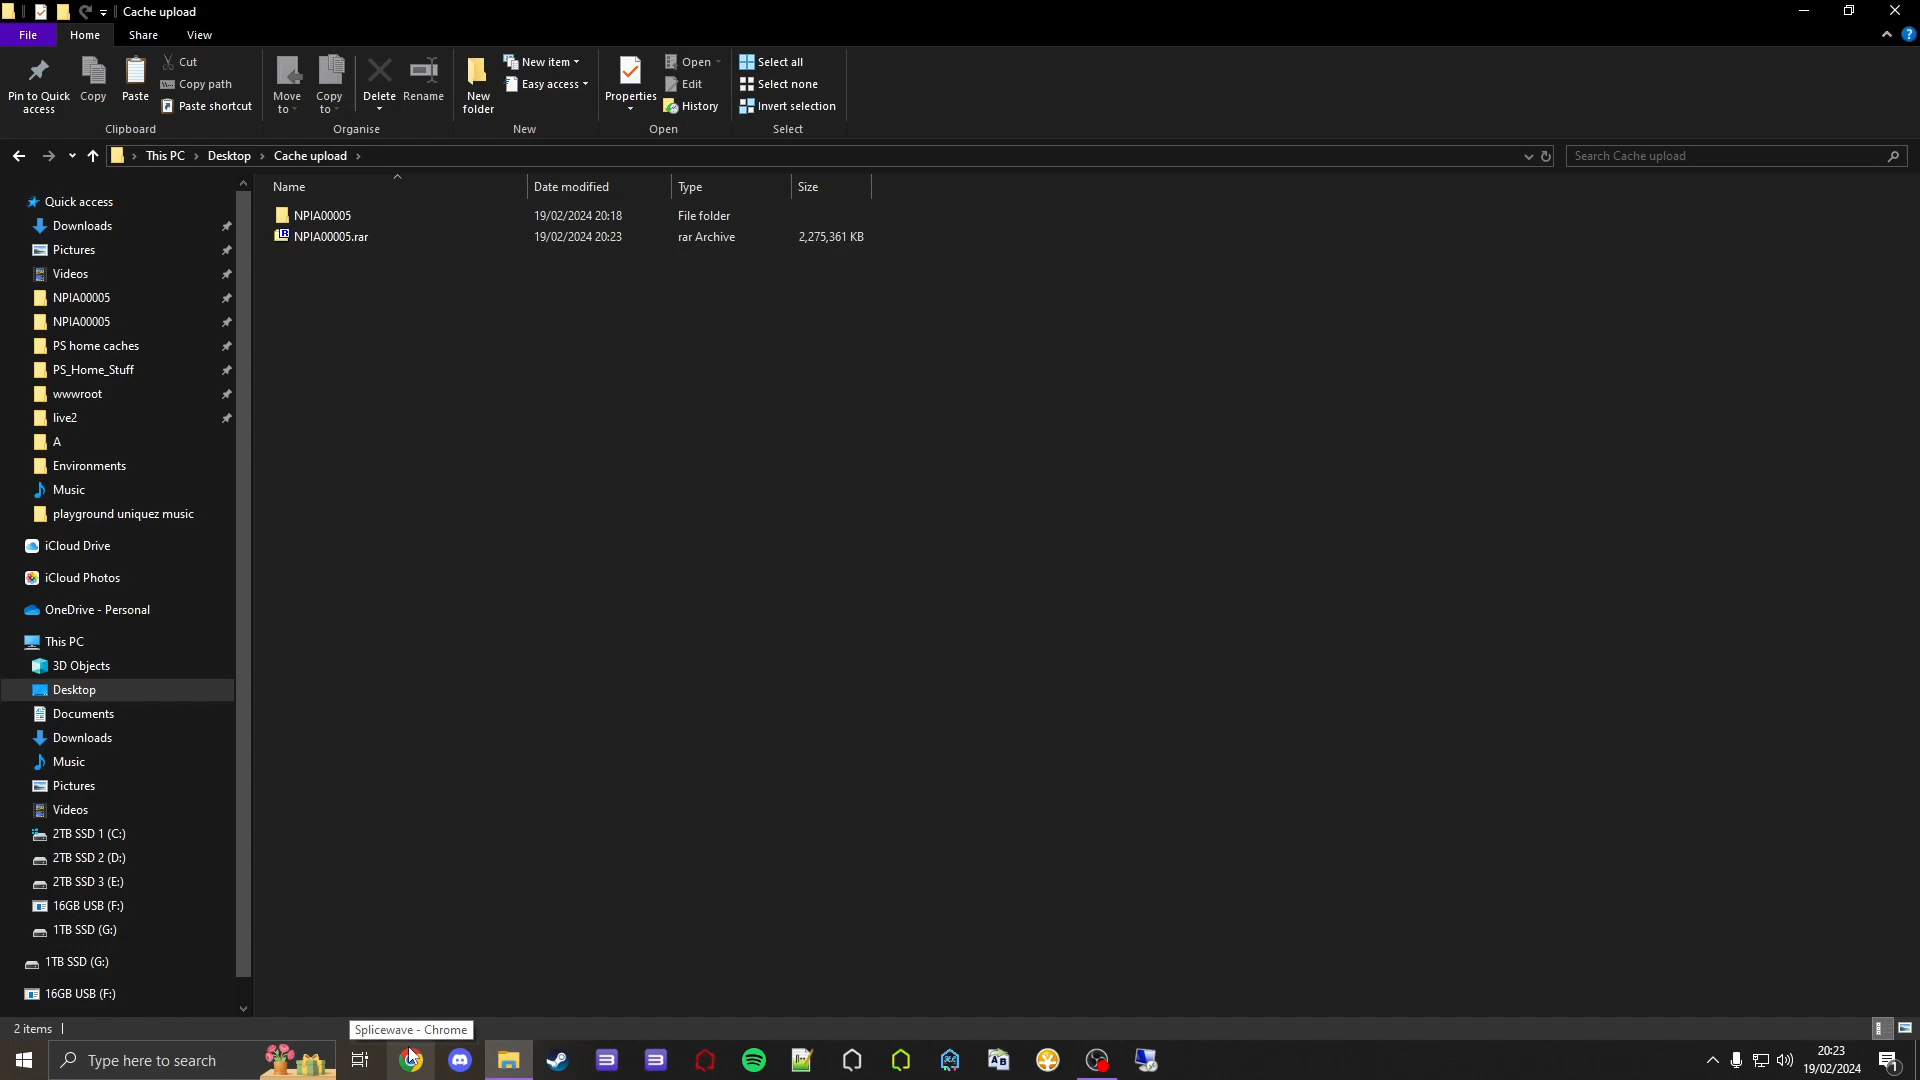 Cache upload
File Home Share View
Pin to Quick access
Copy
Paste
Cut
Copy path
Paste shortcut
Clipboard
Move to
Copy to
Delete
Rename
Organise
New folder
New item
Easy access
New
Properties
Open
Edit
History
Open
Select all
Select none
Invert selection
Select
This PC › Desktop › Cache upload ›
Search Cache upload
Name Date modified Type Size
NPIA00005 19/02/2024 20:18 File folder
NPIA00005.rar 19/02/2024 20:23 rar Archive 2,275,361 KB
Quick access
Downloads
Pictures
Videos
NPIA00005
NPIA00005
PS home caches
PS_Home_Stuff
wwwroot
live2
A
Environments
Music
playground uniquez music
iCloud Drive
iCloud Photos
OneDrive - Personal
This PC
3D Objects
Desktop
Documents
Downloads
Music
Pictures
Videos
2TB SSD 1 (C:)
2TB SSD 2 (D:)
2TB SSD 3 (E:)
16GB USB (F:)
1TB SSD (G:)
1TB SSD (G:)
16GB USB (F:)
2 items
Splicewave - Chrome
Type here to search
20:23
19/02/2024
1